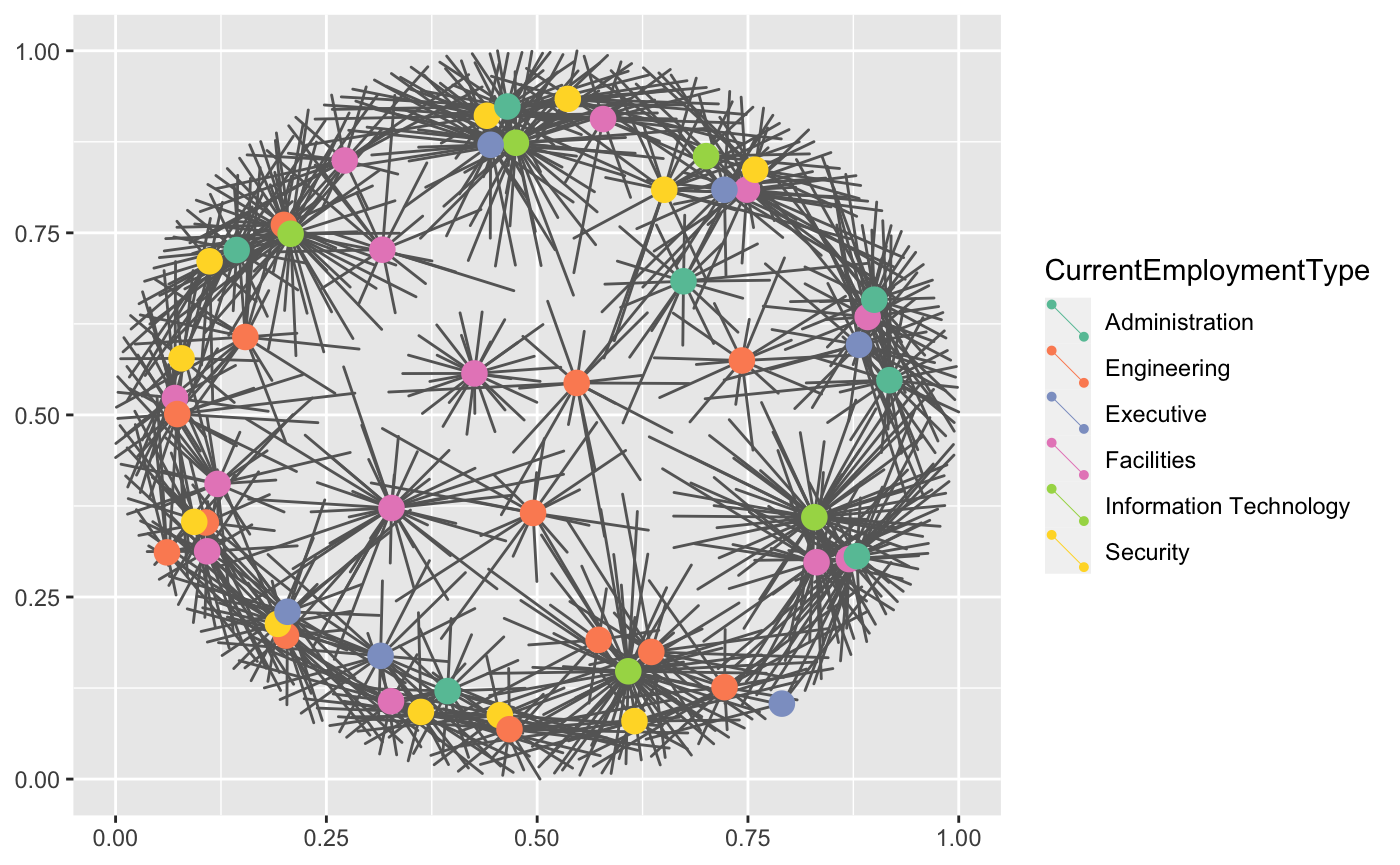 1.00
0.75
0.50
0.25
0.00
0.00 0.25 0.50 0.75 1.00
CurrentEmploymentType
Administration
Engineering
Executive
Facilities
Information Technology
Security